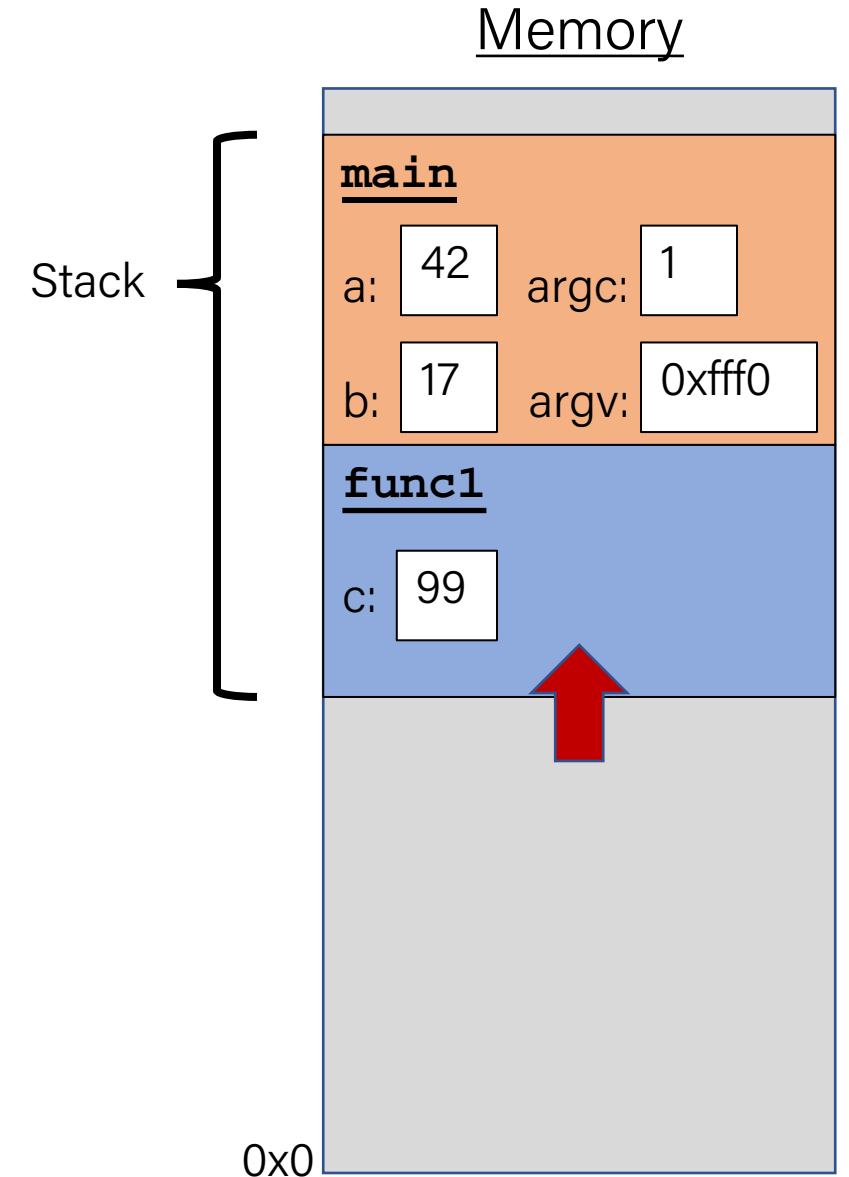 Memory
Stack
main
a: 42 argc: 1
b: 17 argv: 0xfff0
func1
c: 99
0x0